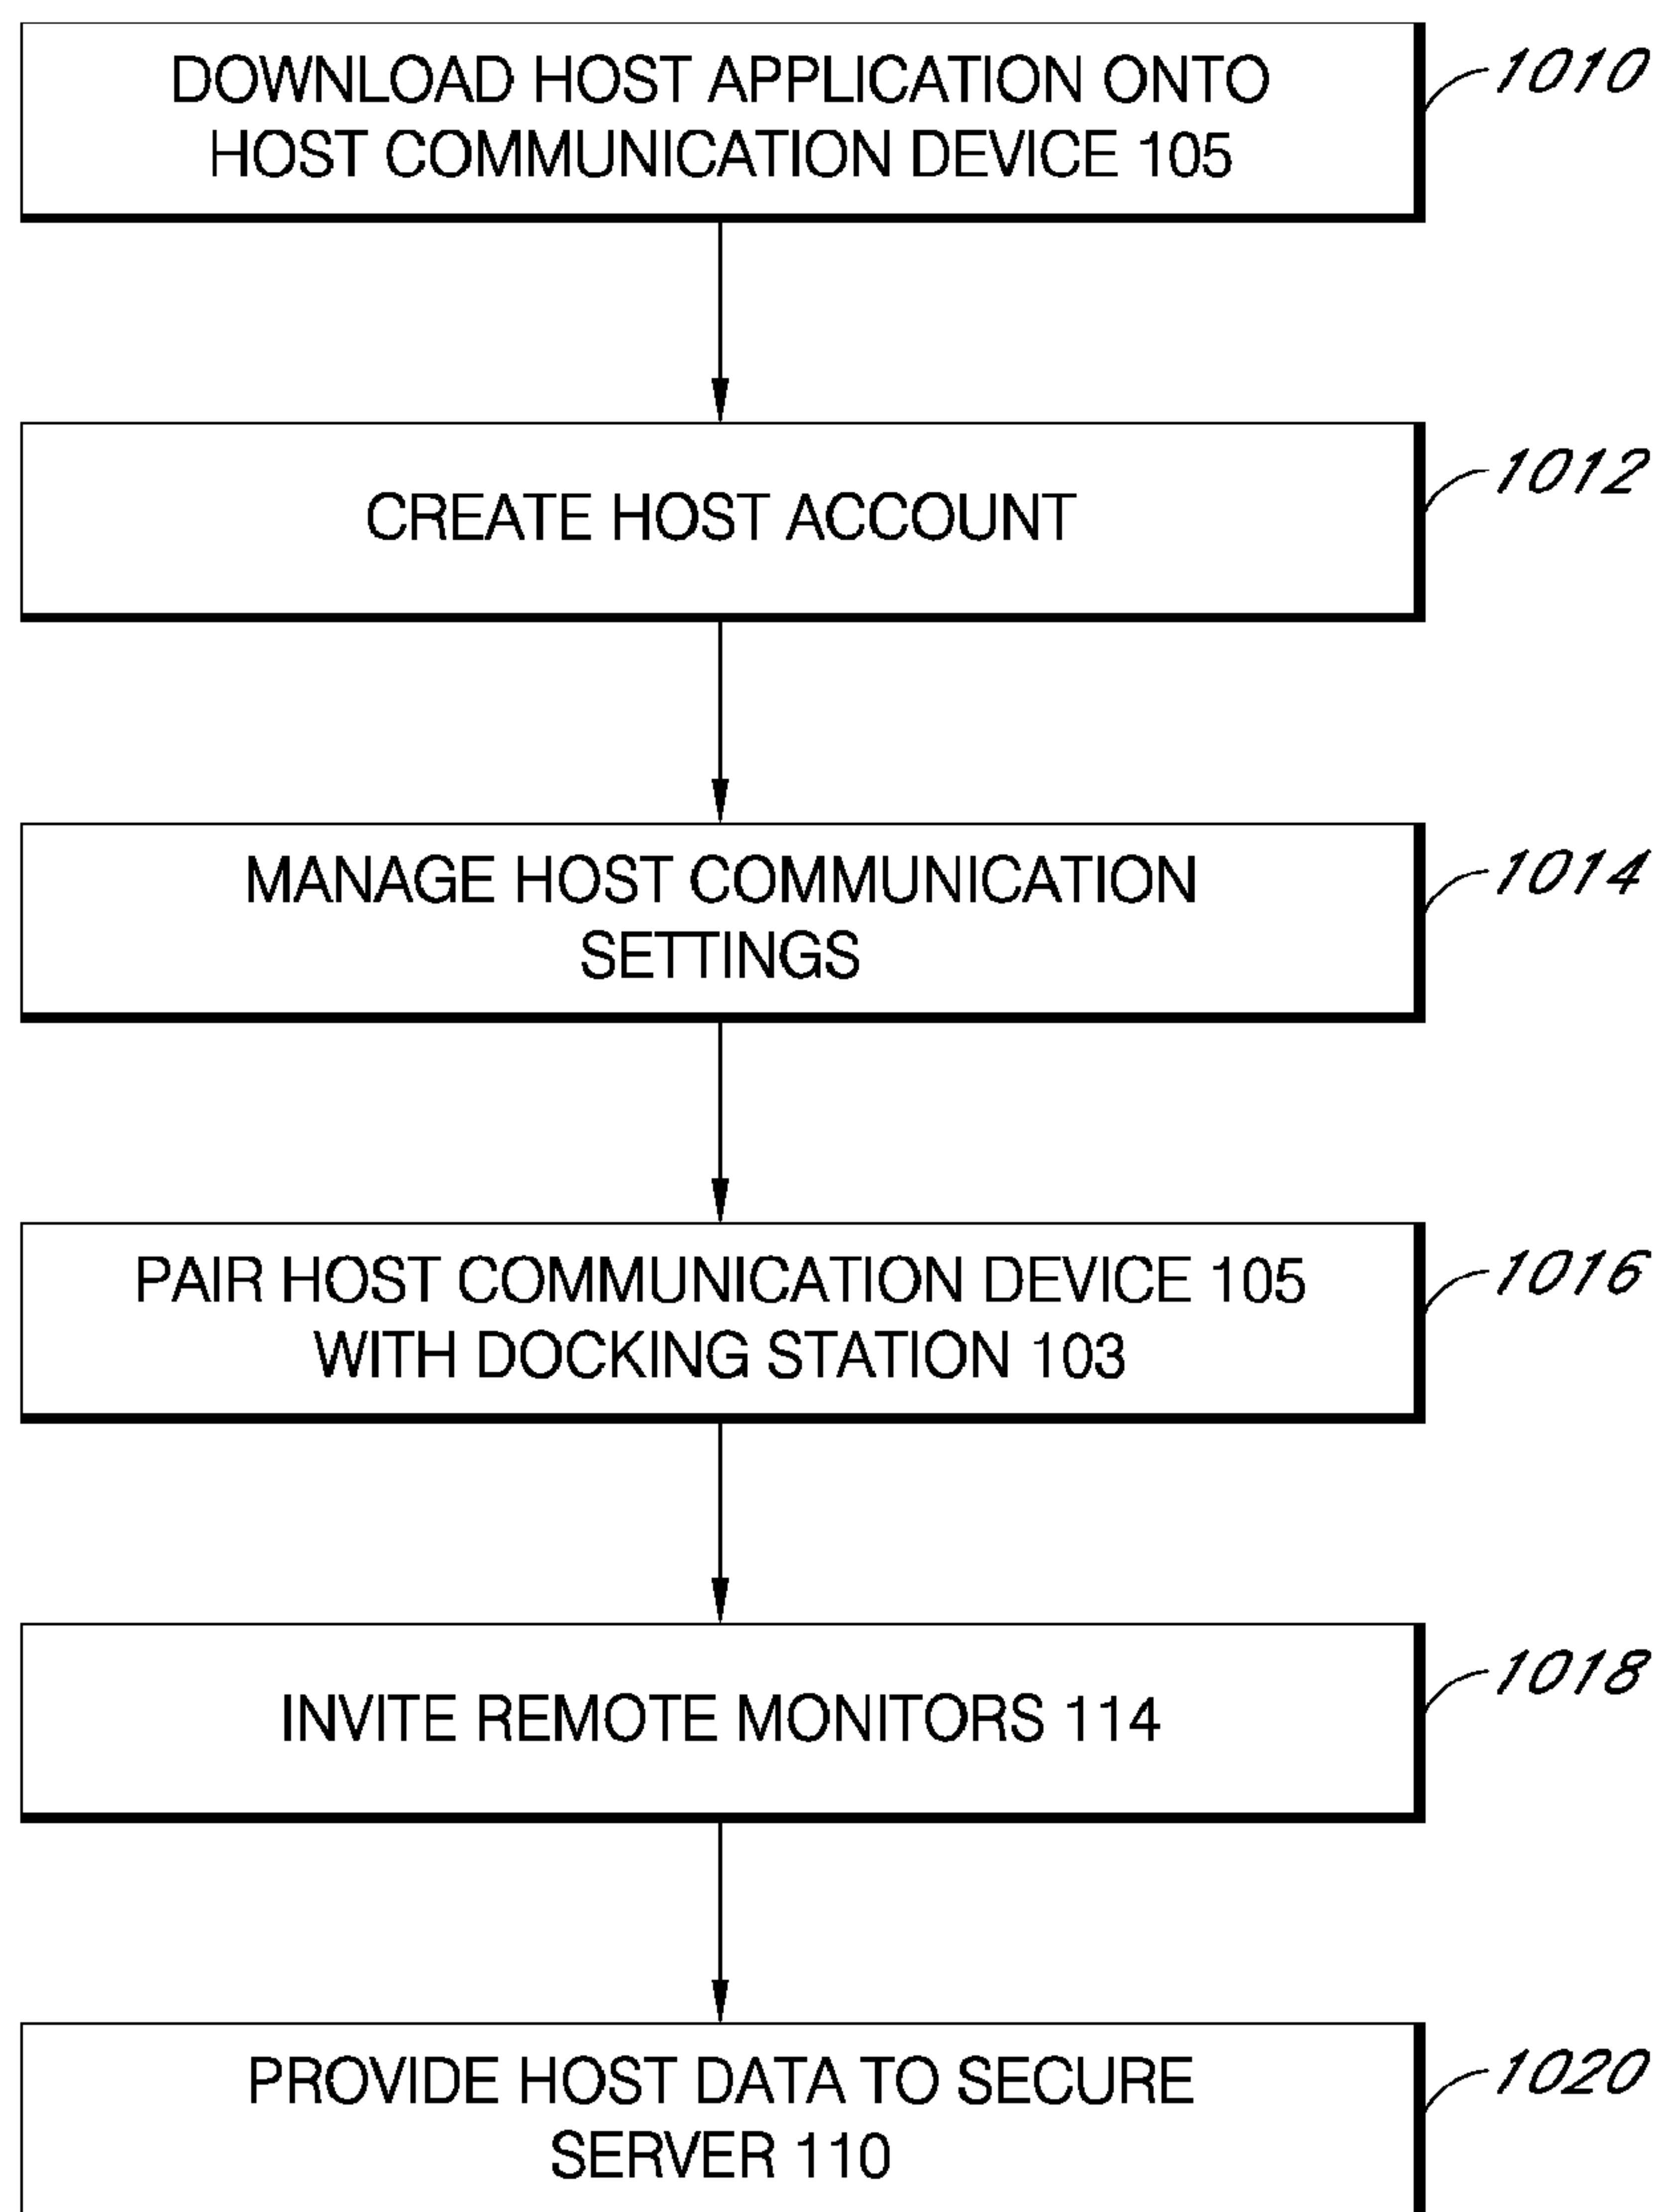 DOWNLOAD HOST APPLICATION ONTO
HOST COMMUNICATION DEVICE 105
1010
CREATE HOST ACCOUNT
1012
MANAGE HOST COMMUNICATION
SETTINGS
1014
PAIR HOST COMMUNICATION DEVICE 105
WITH DOCKING STATION 103
1016
INVITE REMOTE MONITORS 114
1018
PROVIDE HOST DATA TO SECURE
SERVER 110
1020